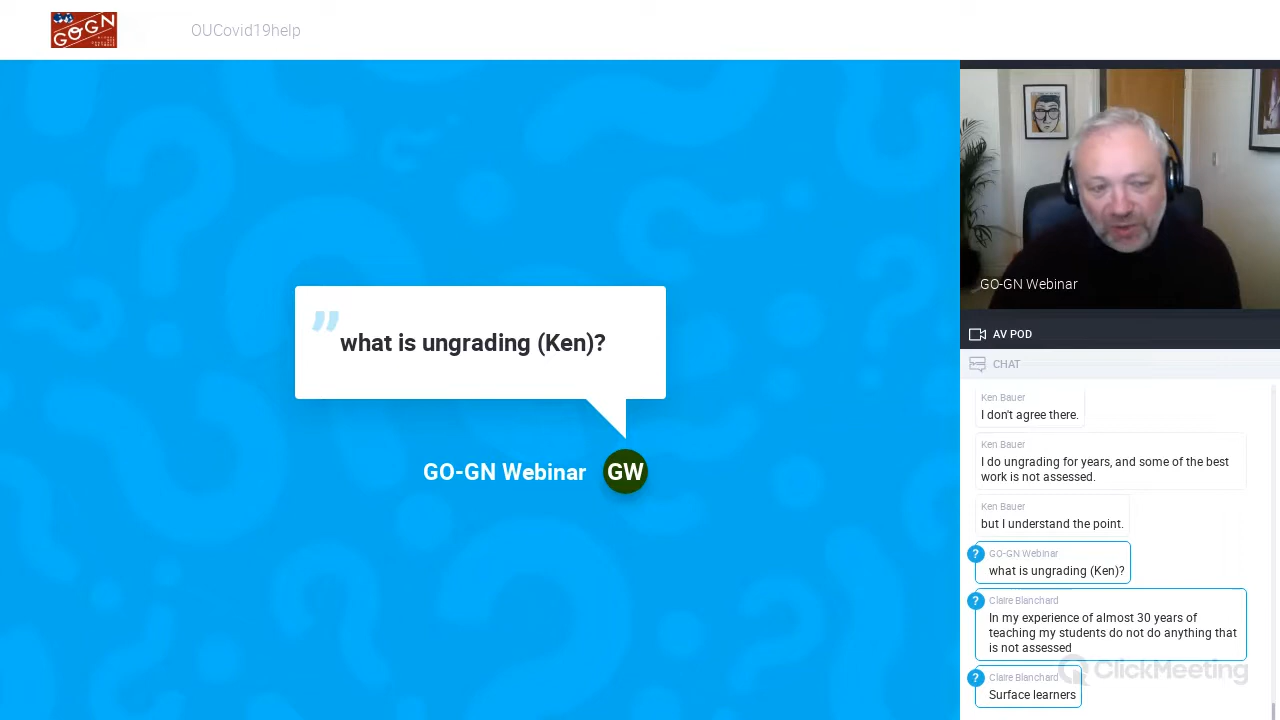 GO-GN
OUCovid19help
what is ungrading (Ken)?
GO-GN Webinar
GW
GO-GN Webinar
AV POD
CHAT
Ken Bauer
I don't agree there.
Ken Bauer
I do ungrading for years, and some of the best
work is not assessed.
Ken Bauer
but I understand the point.
?
GO-GN Webinar
what is ungrading (Ken)?
?
Claire Blanchard
In my experience of almost 30 years of
teaching my students do not do anything that
is not assessed
?
Claire Blanchard
Surface learners
ClickMeeting